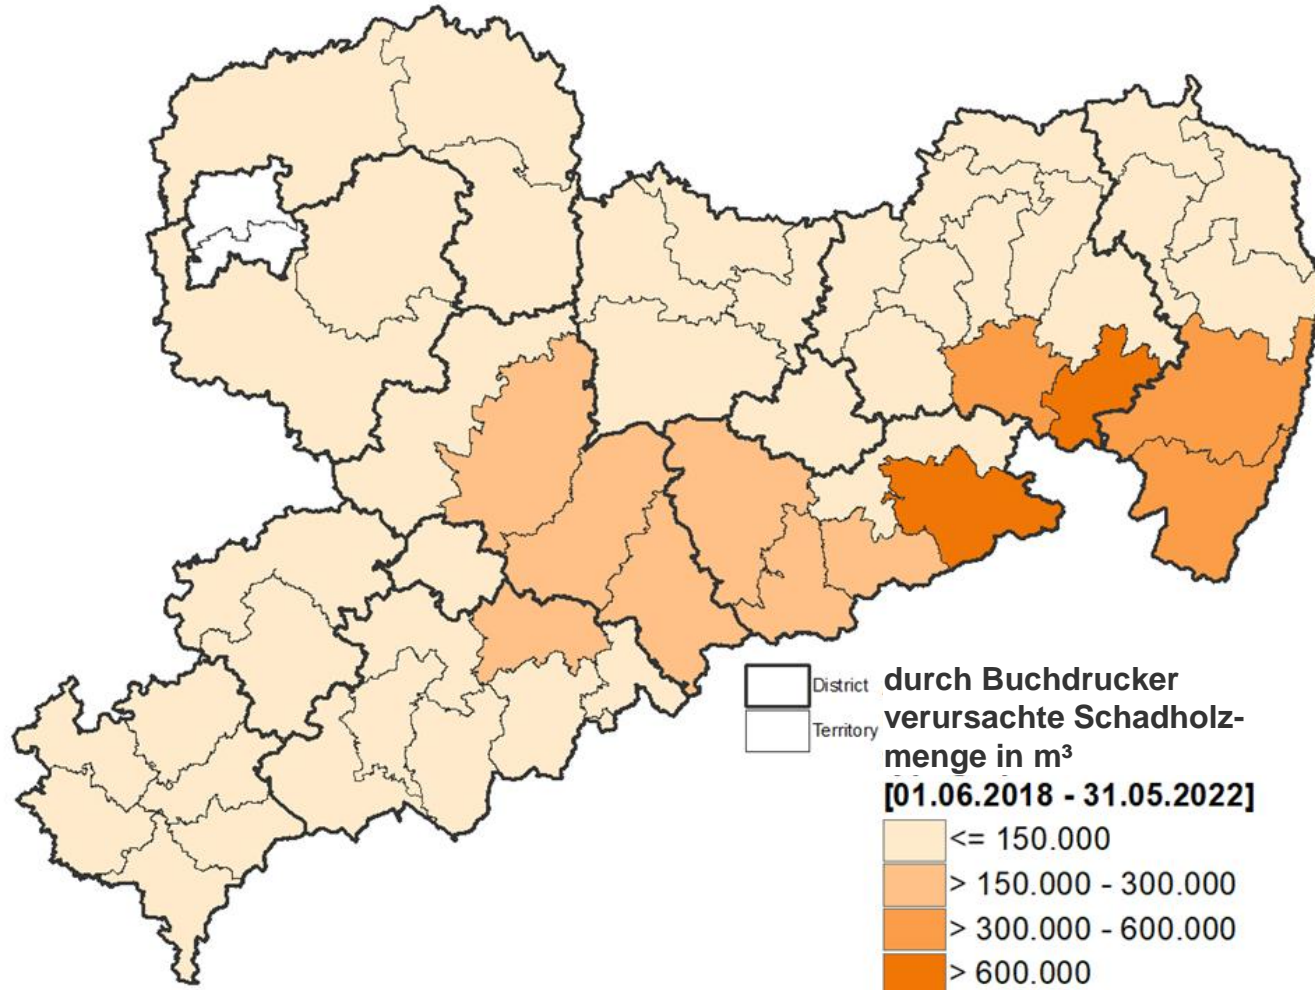 District
Territory
durch Buchdrucker
verursachte Schadholz-
menge in m³
[01.06.2018 - 31.05.2022]
<= 150.000
> 150.000 - 300.000
> 300.000 - 600.000
> 600.000